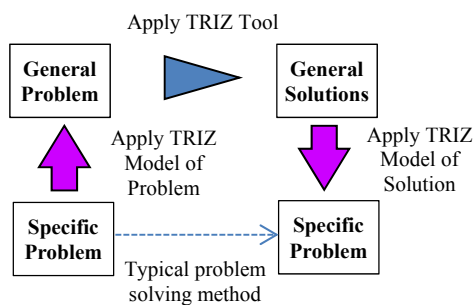 Apply TRIZ Tool
General
Problem
General
Solutions
Apply TRIZ
Model of
Problem
Apply TRIZ
Model of
Solution
Specific
Problem
Specific
Problem
Typical problem
solving method